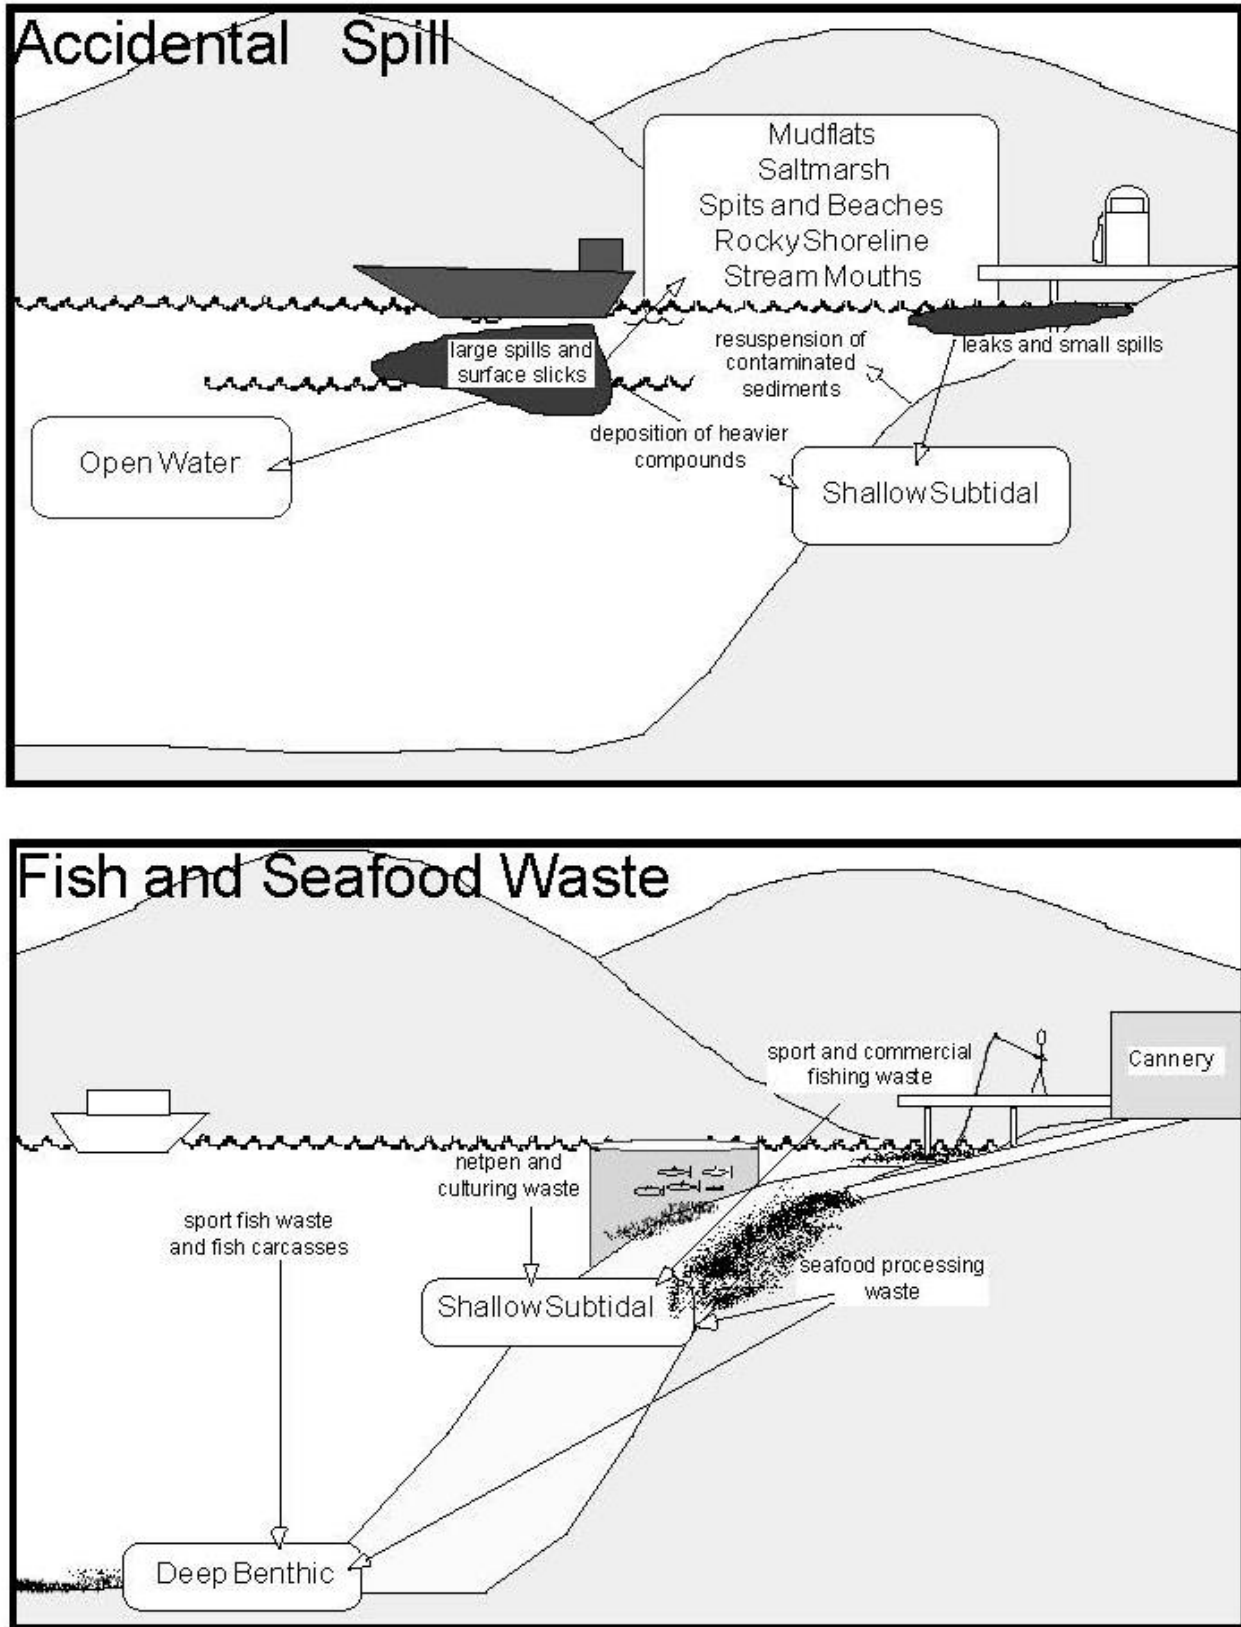 Accidental Spill
Mudflats
Saltmarsh
Spits and Beaches
Rocky Shoreline
Stream Mouths
large spills and
surface slicks
resuspension of
contaminated
sediments
leaks and small spills
Open Water
deposition of heavier
compounds
Shallow Subtidal
Fish and Seafood Waste
sport and commercial
fishing waste
Cannery
netpen and
culturing waste
sport fish waste
and fish carcasses
seafood processing
waste
Shallow Subtidal
Deep Benthic